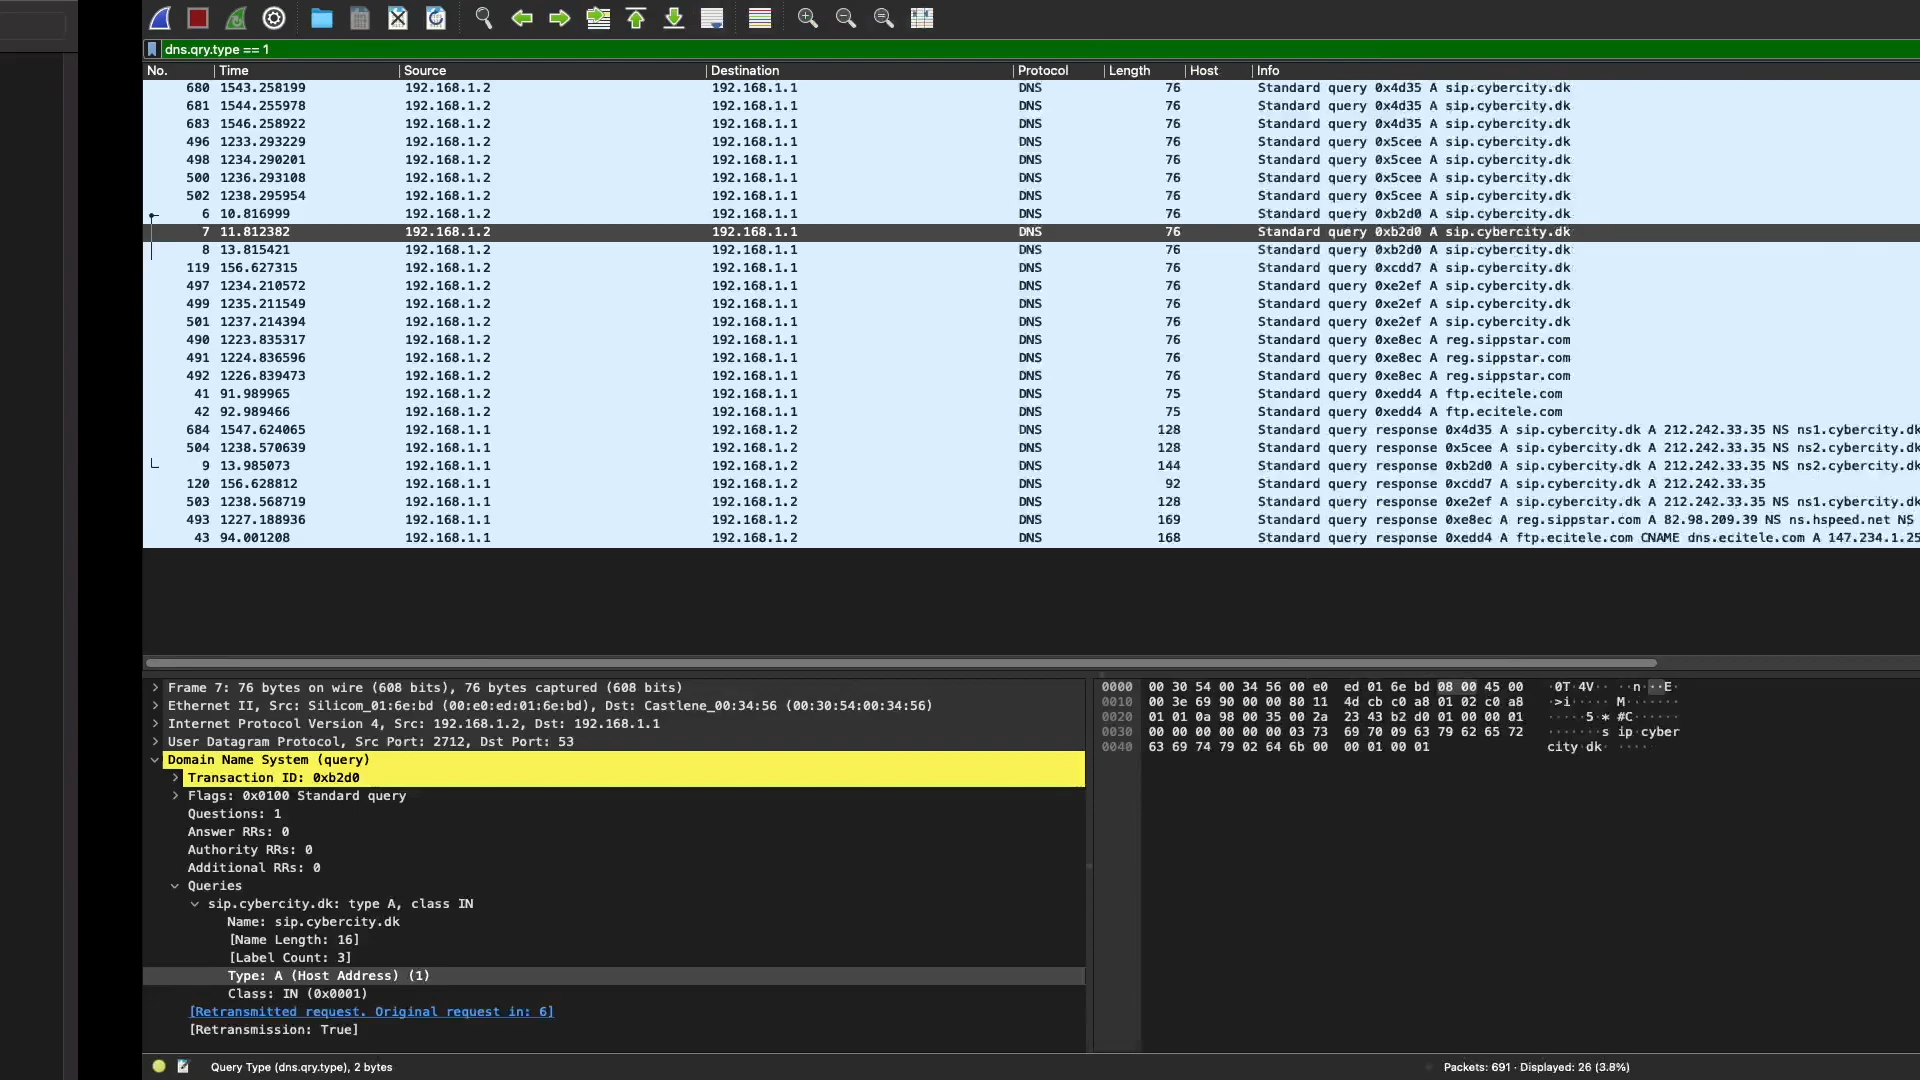 dns.qry.type == 1
No. Time Source Destination Protocol Length Host Info
680 1543.258199 192.168.1.2 192.168.1.1 DNS 76 Standard query 0x4d35 A sip.cybercity.dk
681 1544.255978 192.168.1.2 192.168.1.1 DNS 76 Standard query 0x4d35 A sip.cybercity.dk
683 1546.258922 192.168.1.2 192.168.1.1 DNS 76 Standard query 0x4d35 A sip.cybercity.dk
496 1233.293229 192.168.1.2 192.168.1.1 DNS 76 Standard query 0x5cee A sip.cybercity.dk
498 1234.290201 192.168.1.2 192.168.1.1 DNS 76 Standard query 0x5cee A sip.cybercity.dk
500 1236.293108 192.168.1.2 192.168.1.1 DNS 76 Standard query 0x5cee A sip.cybercity.dk
502 1238.295954 192.168.1.2 192.168.1.1 DNS 76 Standard query 0x5cee A sip.cybercity.dk
6 10.816999 192.168.1.2 192.168.1.1 DNS 76 Standard query 0xb2d0 A sip.cybercity.dk
7 11.812382 192.168.1.2 192.168.1.1 DNS 76 Standard query 0xb2d0 A sip.cybercity.dk
8 13.815421 192.168.1.2 192.168.1.1 DNS 76 Standard query 0xb2d0 A sip.cybercity.dk
119 156.627315 192.168.1.2 192.168.1.1 DNS 76 Standard query 0xcdd7 A sip.cybercity.dk
497 1234.210572 192.168.1.2 192.168.1.1 DNS 76 Standard query 0xe2ef A sip.cybercity.dk
499 1235.211549 192.168.1.2 192.168.1.1 DNS 76 Standard query 0xe2ef A sip.cybercity.dk
501 1237.214394 192.168.1.2 192.168.1.1 DNS 76 Standard query 0xe2ef A sip.cybercity.dk
490 1223.835317 192.168.1.2 192.168.1.1 DNS 76 Standard query 0xe8ec A reg.sippstar.com
491 1224.836596 192.168.1.2 192.168.1.1 DNS 76 Standard query 0xe8ec A reg.sippstar.com
492 1226.839473 192.168.1.2 192.168.1.1 DNS 76 Standard query 0xe8ec A reg.sippstar.com
41 91.989965 192.168.1.2 192.168.1.1 DNS 75 Standard query 0xedd4 A ftp.ecitele.com
42 92.989466 192.168.1.2 192.168.1.1 DNS 75 Standard query 0xedd4 A ftp.ecitele.com
684 1547.624065 192.168.1.1 192.168.1.2 DNS 128 Standard query response 0x4d35 A sip.cybercity.dk A 212.242.33.35 NS ns1.cybercity.dk
504 1238.570639 192.168.1.1 192.168.1.2 DNS 128 Standard query response 0x5cee A sip.cybercity.dk A 212.242.33.35 NS ns2.cybercity.dk
9 13.985073 192.168.1.1 192.168.1.2 DNS 144 Standard query response 0xb2d0 A sip.cybercity.dk A 212.242.33.35 NS ns2.cybercity.dk
120 156.628812 192.168.1.1 192.168.1.2 DNS 92 Standard query response 0xcdd7 A sip.cybercity.dk A 212.242.33.35
503 1238.568719 192.168.1.1 192.168.1.2 DNS 128 Standard query response 0xe2ef A sip.cybercity.dk A 212.242.33.35 NS ns1.cybercity.dk
493 1227.188936 192.168.1.1 192.168.1.2 DNS 169 Standard query response 0xe8ec A reg.sippstar.com A 82.98.209.39 NS ns.hspeed.net NS
43 94.001208 192.168.1.1 192.168.1.2 DNS 168 Standard query response 0xedd4 A ftp.ecitele.com CNAME dns.ecitele.com A 147.234.1.25
Frame 7: 76 bytes on wire (608 bits), 76 bytes captured (608 bits)
Ethernet II, Src: Silicom_01:6e:bd (00:e0:ed:01:6e:bd), Dst: Castlene_00:34:56 (00:30:54:00:34:56)
Internet Protocol Version 4, Src: 192.168.1.2, Dst: 192.168.1.1
User Datagram Protocol, Src Port: 2712, Dst Port: 53
Domain Name System (query)
Transaction ID: 0xb2d0
Flags: 0x0100 Standard query
Questions: 1
Answer RRs: 0
Authority RRs: 0
Additional RRs: 0
Queries
sip.cybercity.dk: type A, class IN
Name: sip.cybercity.dk
[Name Length: 16]
[Label Count: 3]
Type: A (Host Address) (1)
Class: IN (0x0001)
[Retransmitted request. Original request in: 6]
[Retransmission: True]
0000 00 30 54 00 34 56 00 e0 ed 01 6e bd 08 00 45 00 ·0T·4V·· ··n···E·
0010 00 3e 69 90 00 00 80 11 4d cb c0 a8 01 02 c0 a8 ·>i····· M·······
0020 01 01 0a 98 00 35 00 2a 23 43 b2 d0 01 00 00 01 ·····5·* #C······
0030 00 00 00 00 00 00 03 73 69 70 09 63 79 62 65 72 ·······s ip·cyber
0040 63 69 74 79 02 64 6b 00 00 01 00 01 city·dk· ····
Query Type (dns.qry.type), 2 bytes
Packets: 691 · Displayed: 26 (3.8%)